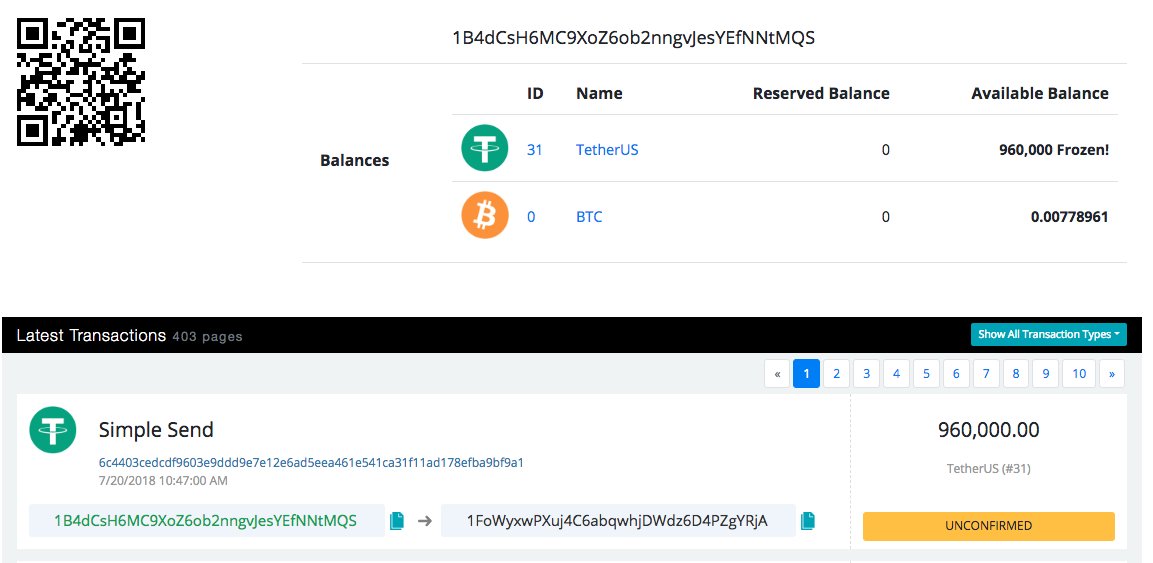 1B4dCsH6MC9XoZ6ob2nngvJesYEfNNtMQS
ID Name Reserved Balance Available Balance
Balances
31 TetherUS 0 960,000 Frozen!
0 BTC 0 0.00778961
Latest Transactions 403 pages
Show All Transaction Types
« 1 2 3 4 5 6 7 8 9 10 »
Simple Send
960,000.00
6c4403cedcdf9603e9ddd9e7e12e6ad5eea461e541ca31f11ad178efba9bf9a1
7/20/2018 10:47:00 AM
TetherUS (#31)
1B4dCsH6MC9XoZ6ob2nngvJesYEfNNtMQS → 1FoWyxwPXuj4C6abqwhjDWdz6D4PZgYRjA
UNCONFIRMED